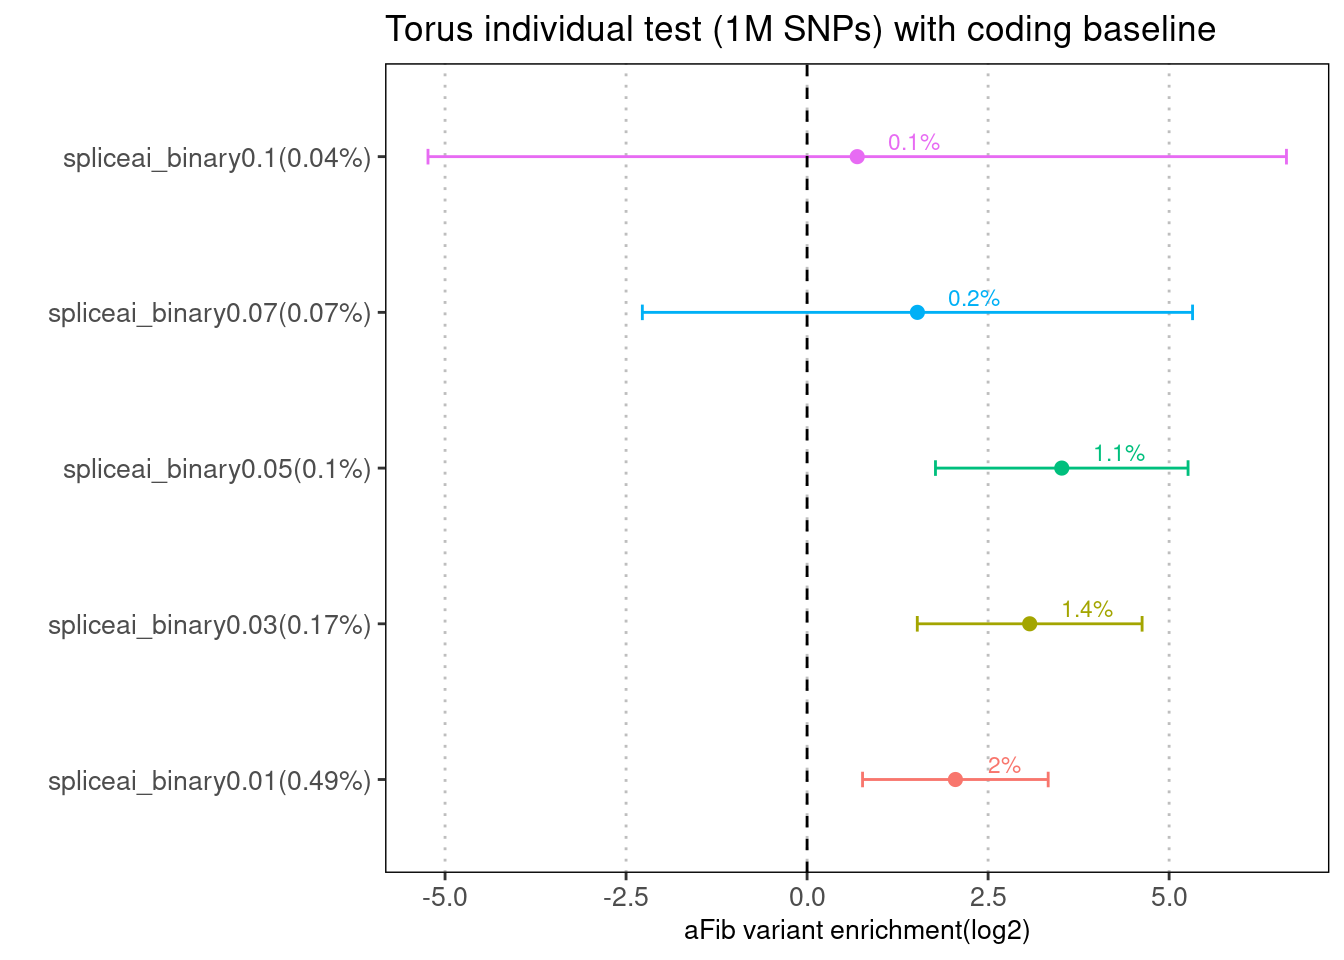 Torus individual test (1M SNPs) with coding baseline
spliceai_binary0.1(0.04%)
0.1%
spliceai_binary0.07(0.07%)
0.2%
spliceai_binary0.05(0.1%)
1.1%
spliceai_binary0.03(0.17%)
1.4%
spliceai_binary0.01(0.49%)
2%
-5.0 -2.5 0.0 2.5 5.0
aFib variant enrichment(log2)